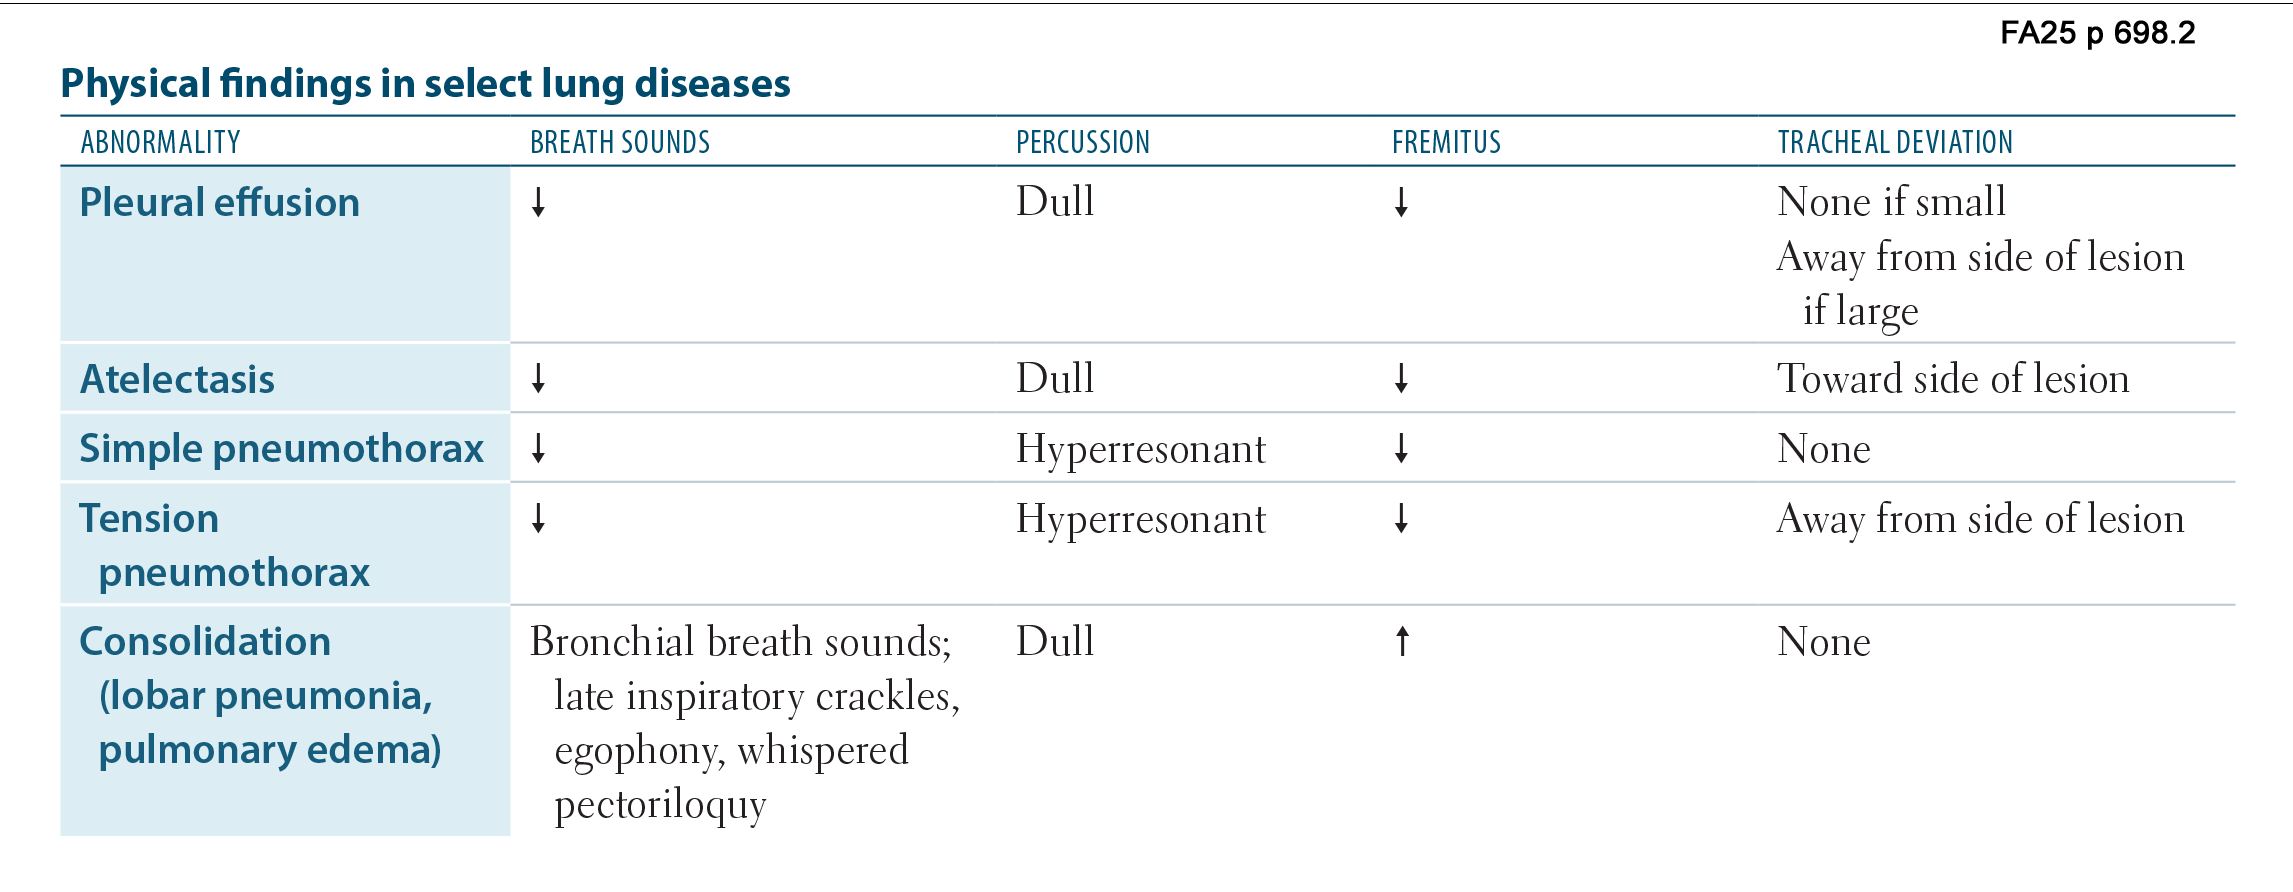 FA25 p 698.2
Physical findings in select lung diseases
ABNORMALITY BREATH SOUNDS PERCUSSION FREMITUS TRACHEAL DEVIATION
Pleural effusion ↓ Dull ↓ None if small
Away from side of lesion
if large
Atelectasis ↓ Dull ↓ Toward side of lesion
Simple pneumothorax ↓ Hyperresonant ↓ None
Tension ↓ Hyperresonant ↓ Away from side of lesion
pneumothorax
Consolidation Bronchial breath sounds; Dull ↑ None
(lobar pneumonia, late inspiratory crackles,
pulmonary edema) egophony, whispered
pectoriloquy